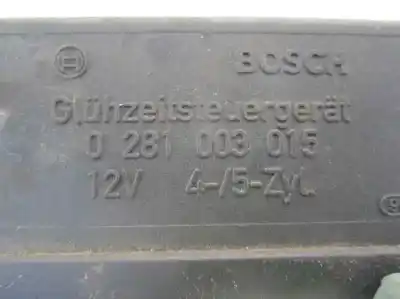 BOSCH
Glühzeitsteuergerät
0 281 003 015
12V 4-/5-Zyl.